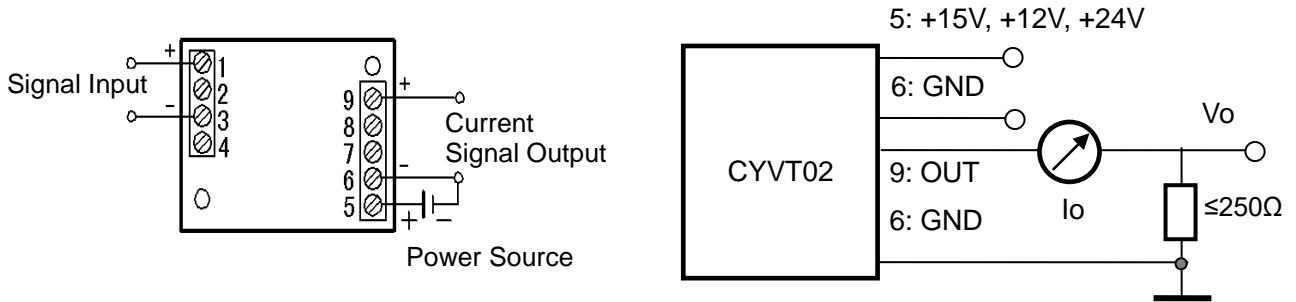 Signal Input
+
-
1
2
3
4
9
8
7
6
5
+
-
Current
Signal Output
+
-
Power Source
5: +15V, +12V, +24V
6: GND
CYVT02
9: OUT
6: GND
Io
Vo
≤250Ω